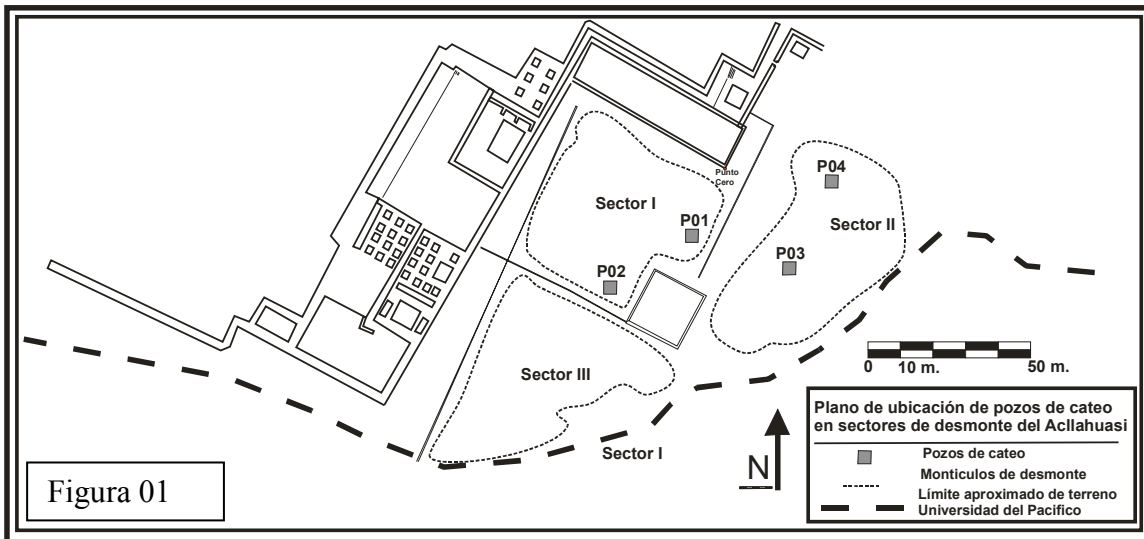 Punto
Cero
P04
Sector I
Sector II
P01
P03
P02
Sector III
0 10 m. 50 m.
Sector I
N
Plano de ubicación de pozos de cateo
en sectores de desmonte del Acllahuasi
Pozos de cateo
Monticulos de desmonte
Límite aproximado de terreno
Universidad del Pacifico
Figura 01